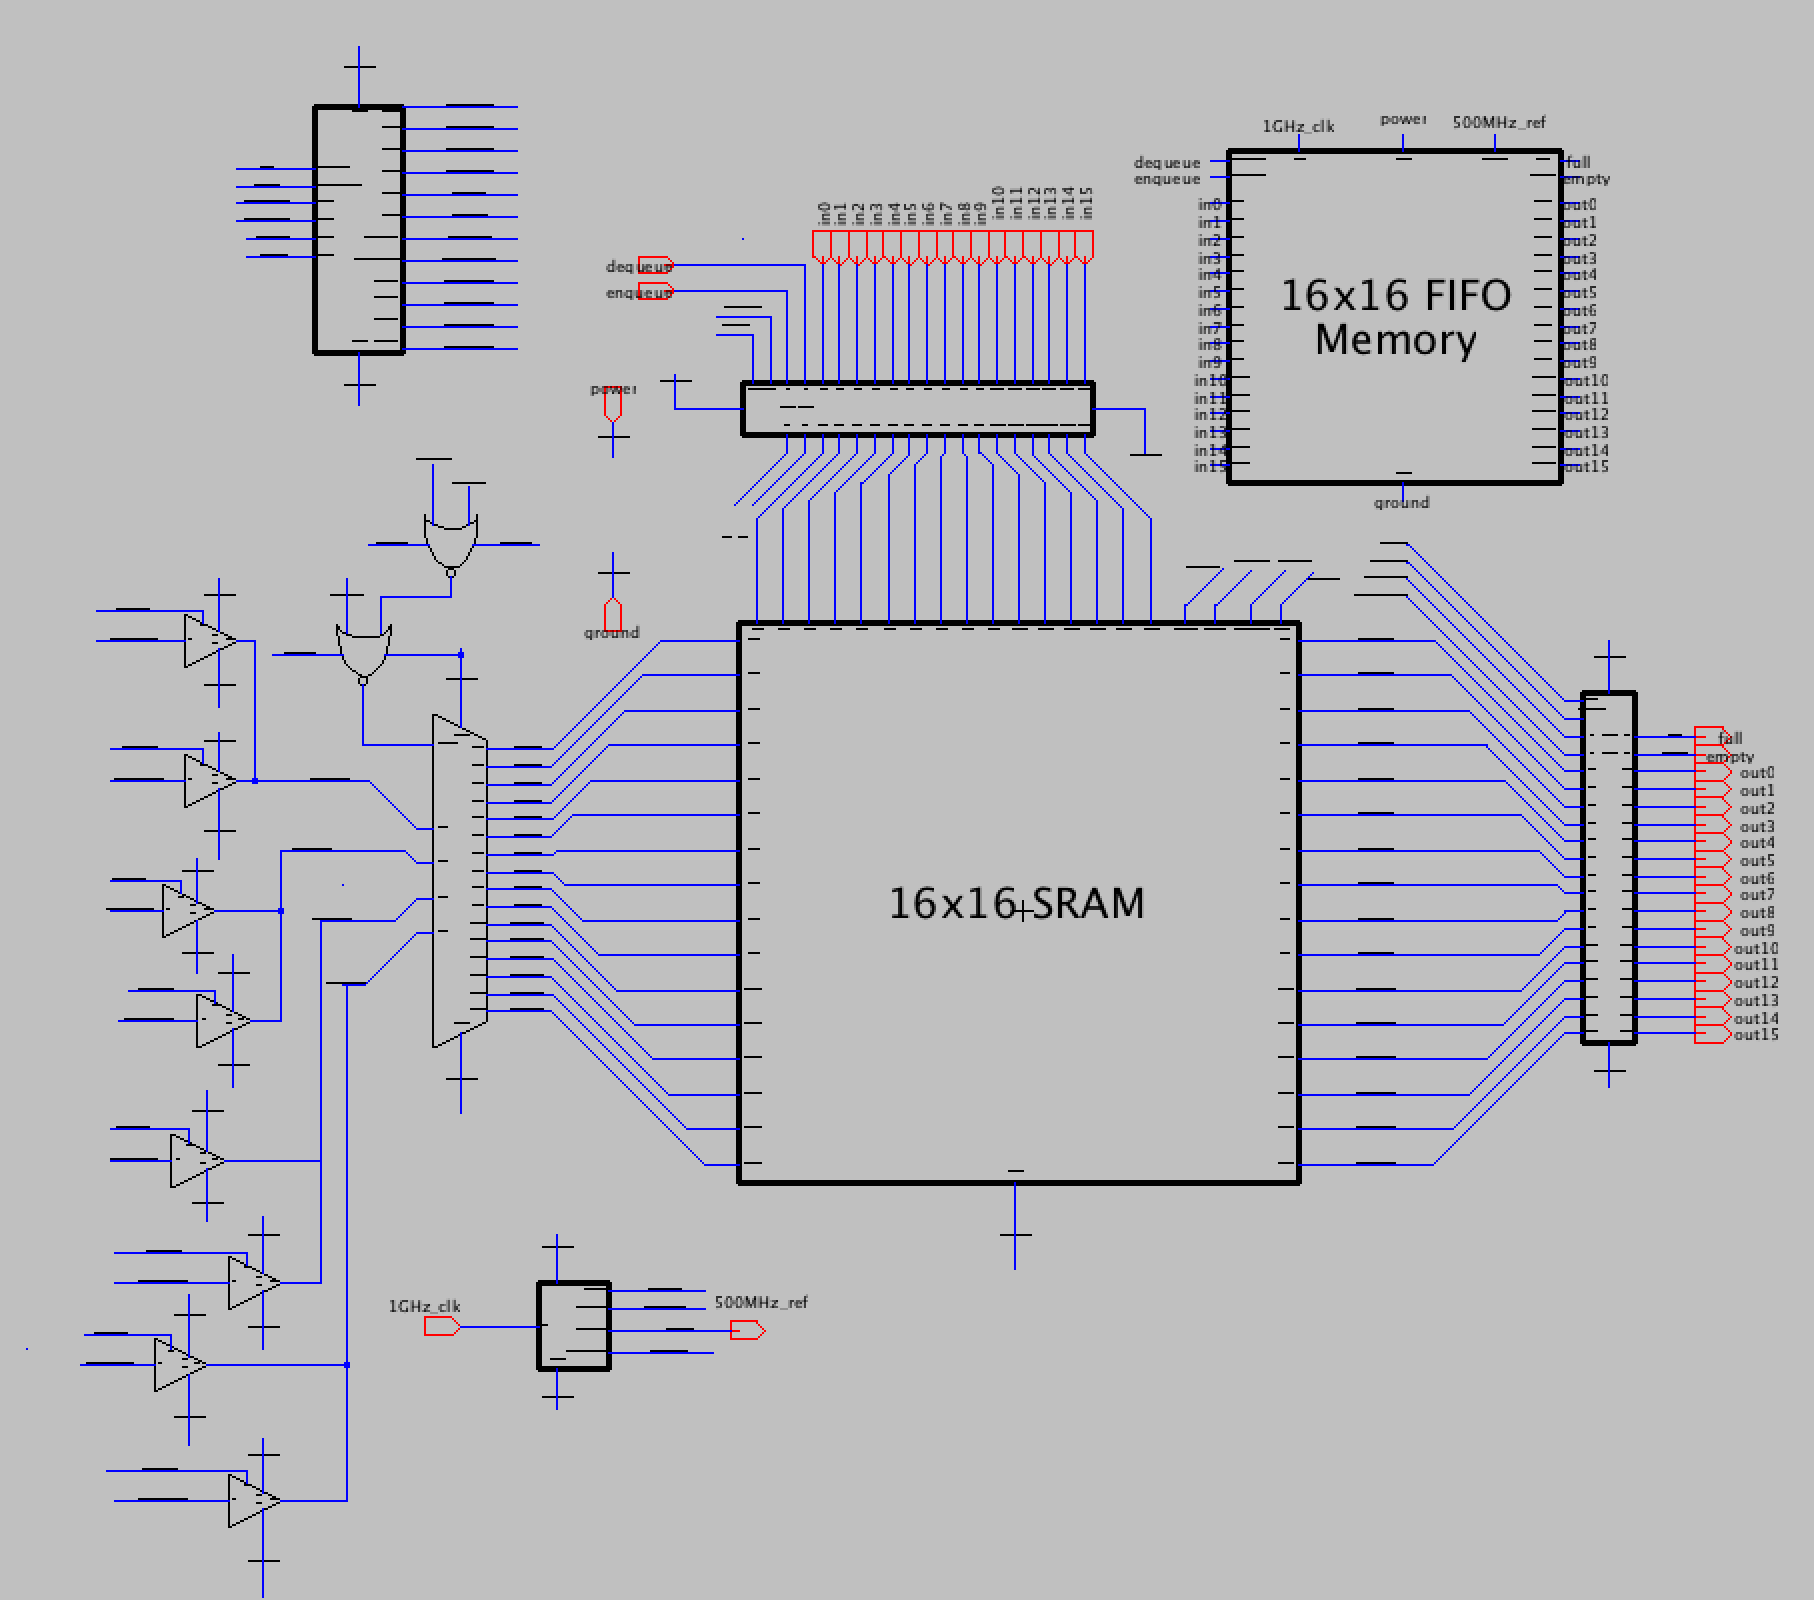 1GHz_clk
power
500MHz_ref
dequeue
enqueue
full
empty
in0
in1
in2
in3
in4
in5
in6
in7
in8
in9
in10
in11
in12
in13
in14
in15
out0
out1
out2
out3
out4
out5
out6
out7
out8
out9
out10
out11
out12
out13
out14
out15
16x16 FIFO
Memory
ground
in0
in1
in2
in3
in4
in5
in6
in7
in8
in9
in10
in11
in12
in13
in14
in15
dequeue
enqueue
power
ground
16x16 SRAM
full
empty
out0
out1
out2
out3
out4
out5
out6
out7
out8
out9
out10
out11
out12
out13
out14
out15
1GHz_clk
500MHz_ref